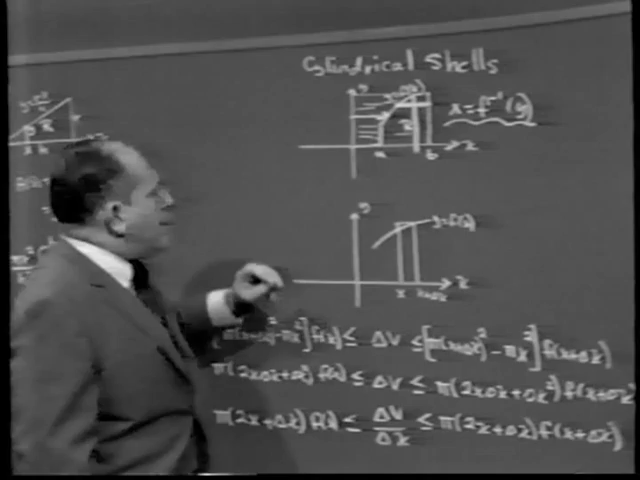 Cylindrical Shells
y=f(x)
x = f⁻¹(y)
a b x
y
y=f(x)
x x+Δx x
[π(x+Δx)²-πx²]f(x) ≤ ΔV ≤ [π(x+Δx)²-πx²]f(x+Δx)
π(2xΔx+Δx²)f(x) ≤ ΔV ≤ π(2xΔx+Δx²)f(x+Δx)
π(2x+Δx)f(x) ≤ ΔV/Δx ≤ π(2x+Δx)f(x+Δx)